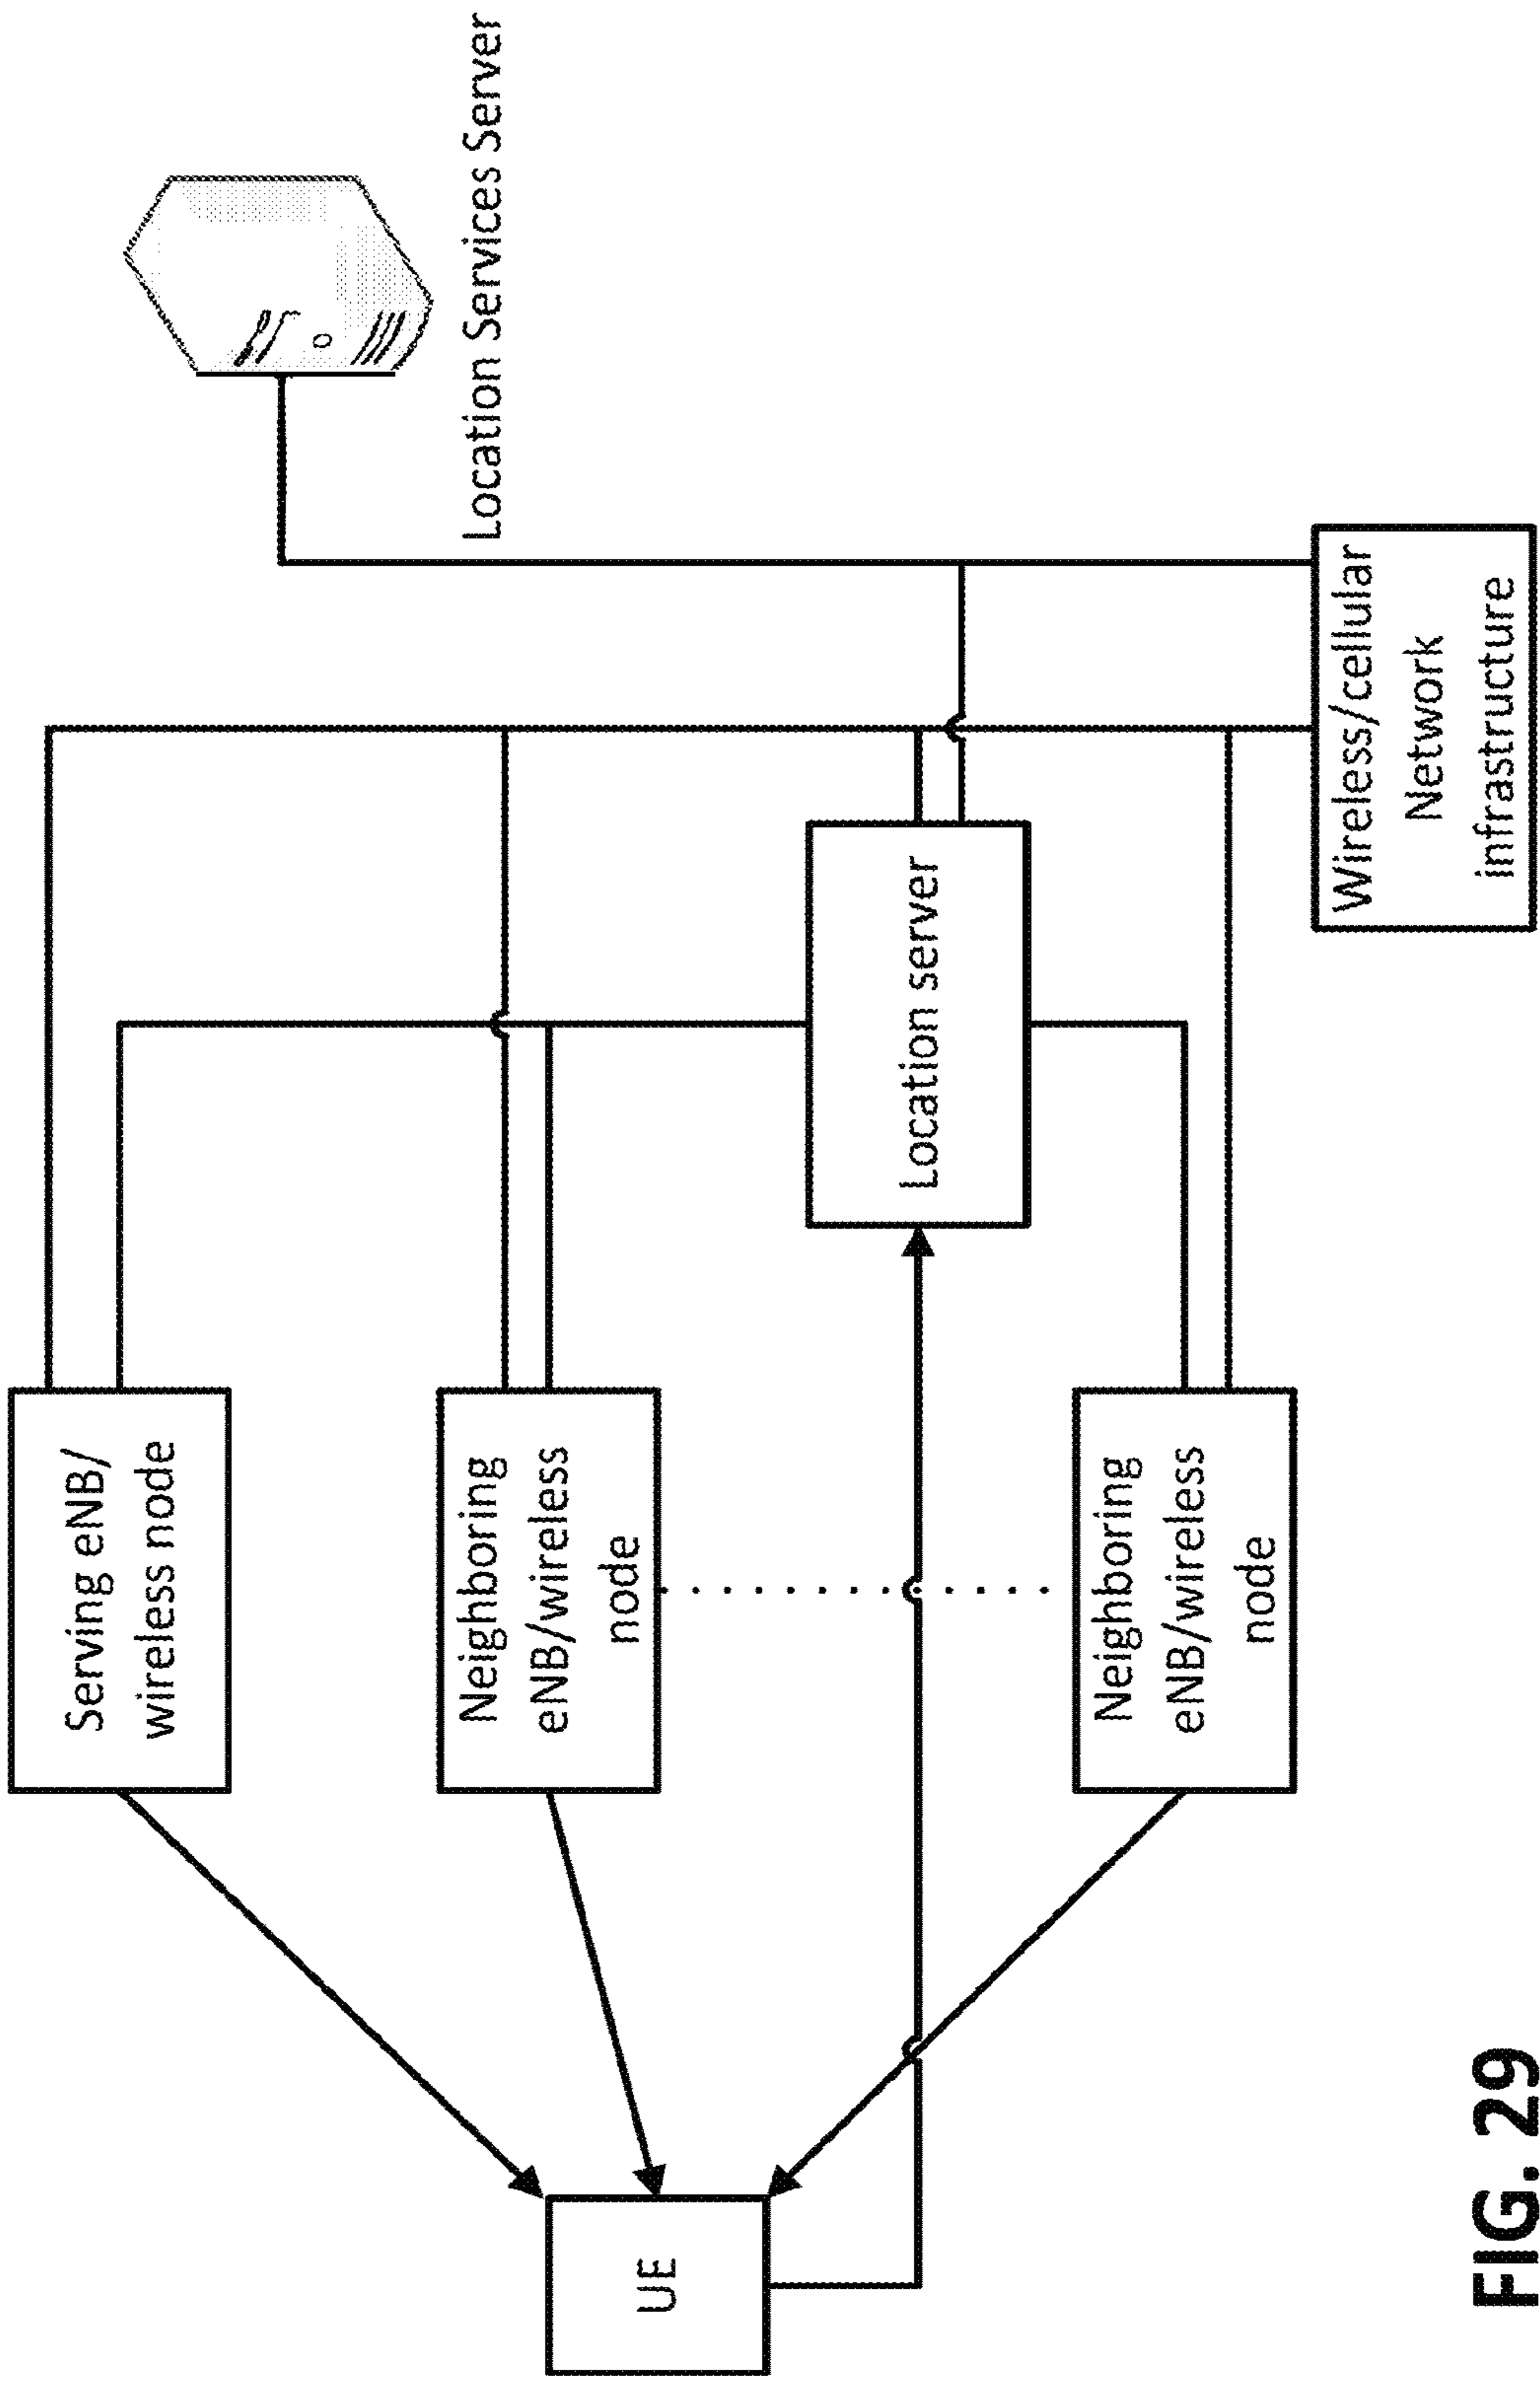 Serving eNB/
wireless node
Neighboring
eNB/wireless
node
Neighboring
eNB/wireless
node
UE
Location server
Location Services Server
Wireless/cellular
Network
infrastructure
FIG. 29